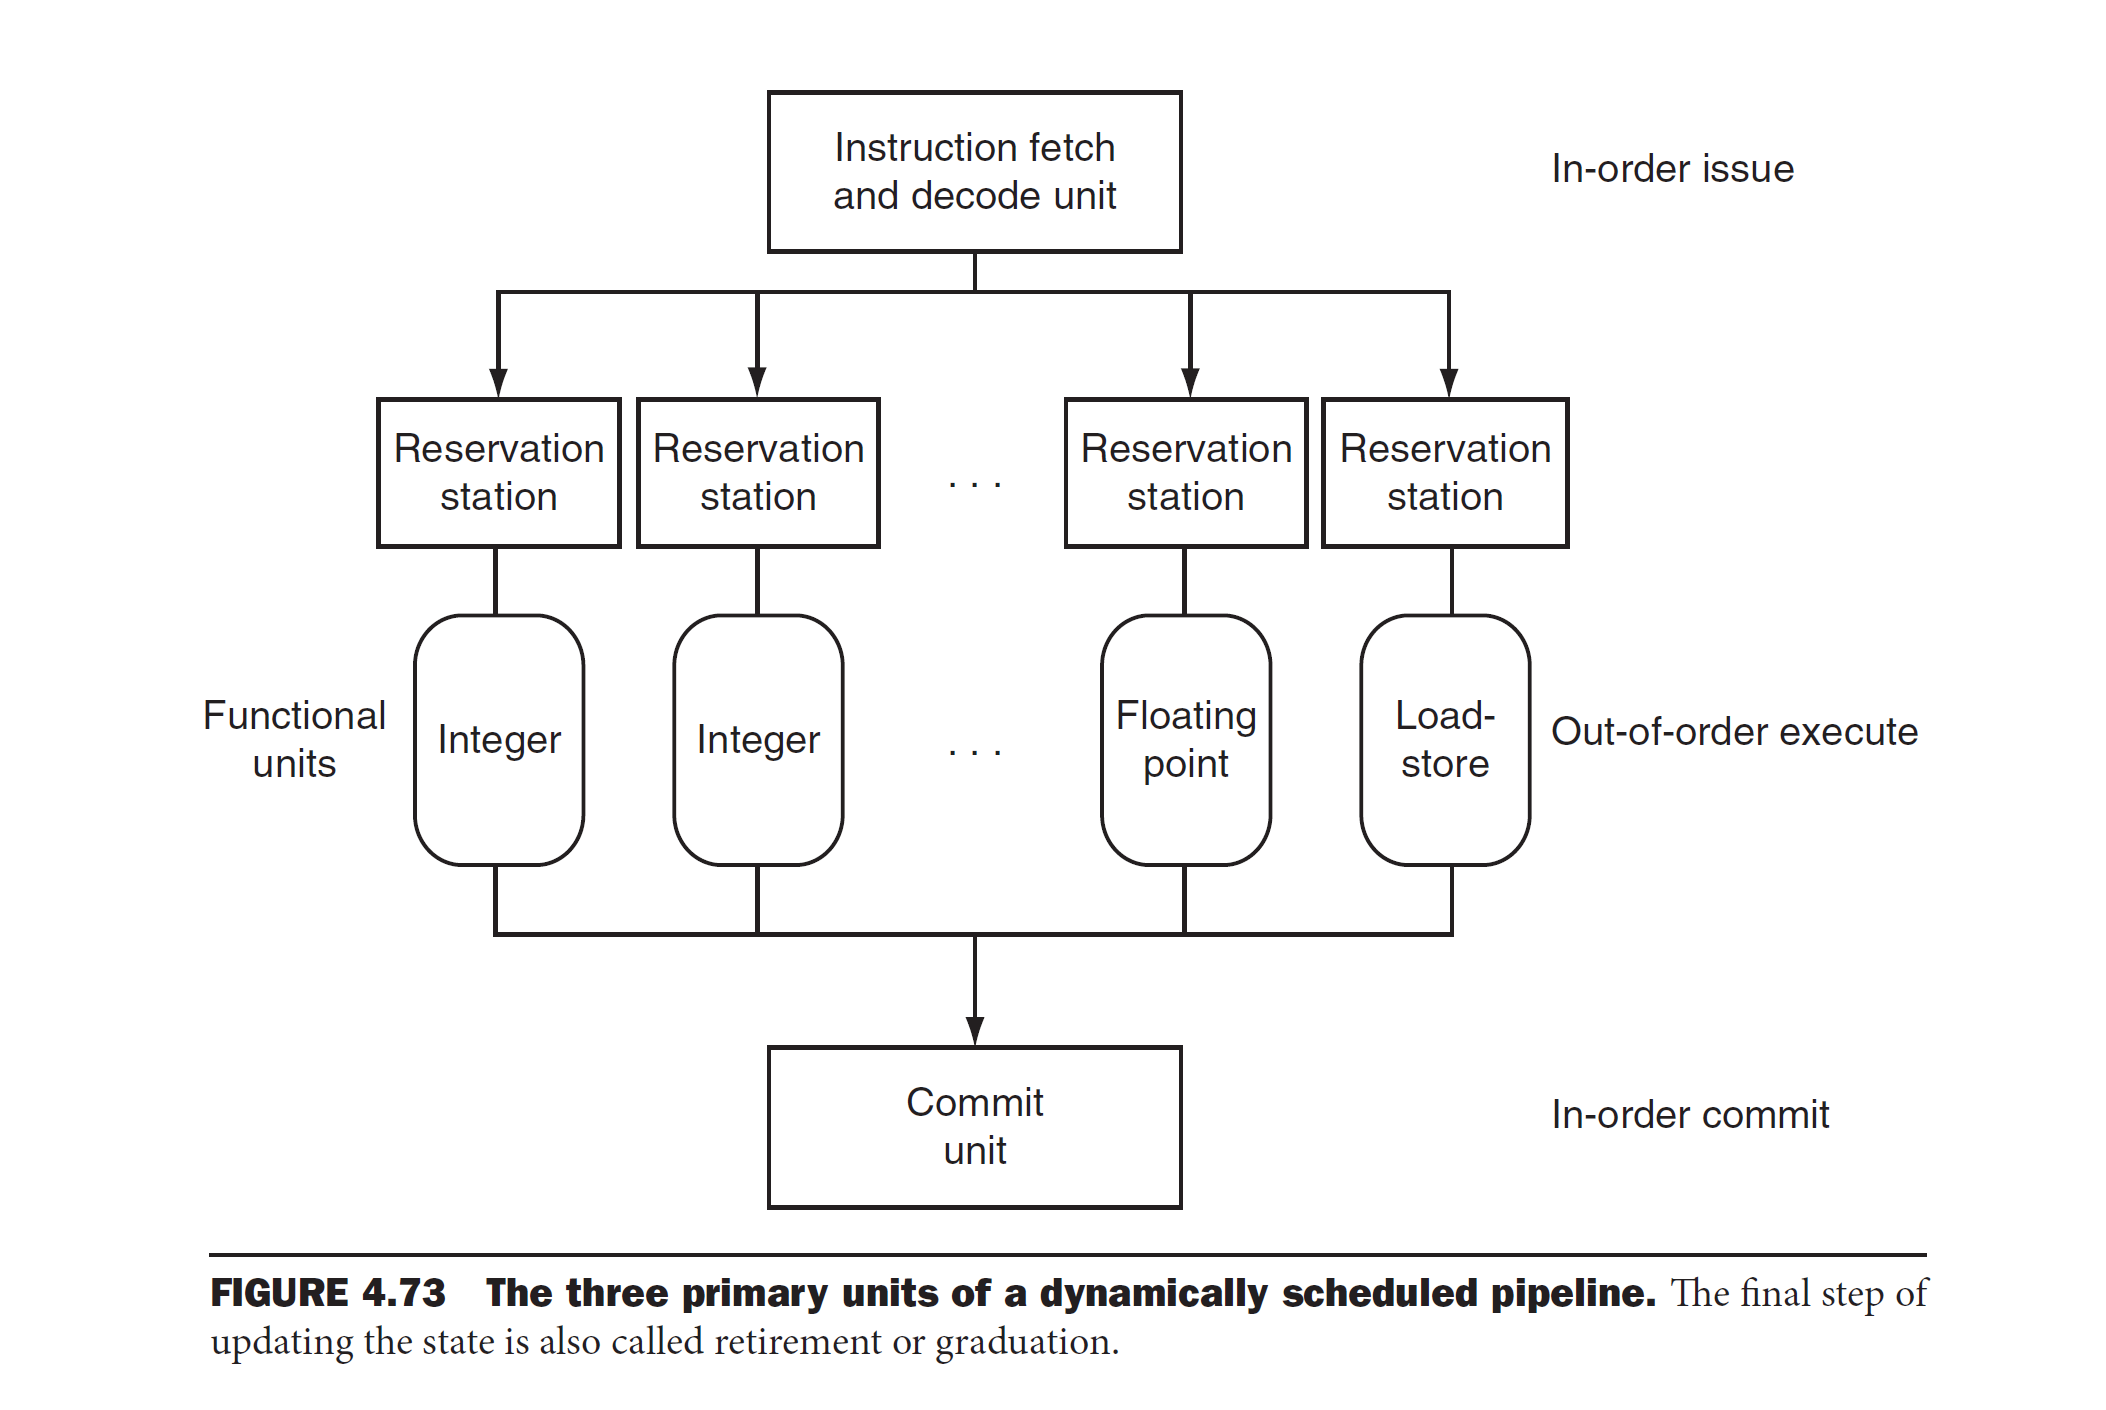 Instruction fetch
and decode unit
In-order issue
Reservation
station
Reservation
station
. . .
Reservation
station
Reservation
station
Functional
units
Integer
Integer
. . .
Floating
point
Load-
store
Out-of-order execute
Commit
unit
In-order commit
FIGURE 4.73 The three primary units of a dynamically scheduled pipeline. The final step of
updating the state is also called retirement or graduation.